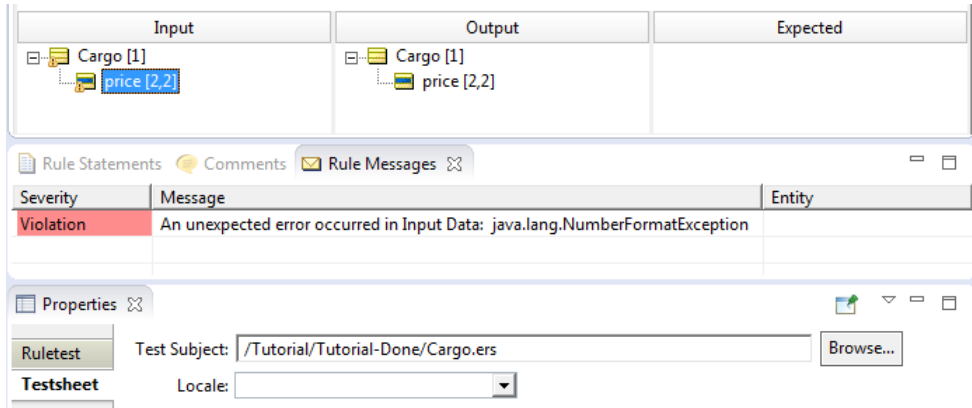 Input Output Expected
Cargo [1] Cargo [1]
price [2,2] price [2,2]
Rule Statements Comments Rule Messages
Severity Message Entity
Violation An unexpected error occurred in Input Data: java.lang.NumberFormatException
Properties
Ruletest Test Subject: /Tutorial/Tutorial-Done/Cargo.ers Browse...
Testsheet Locale: